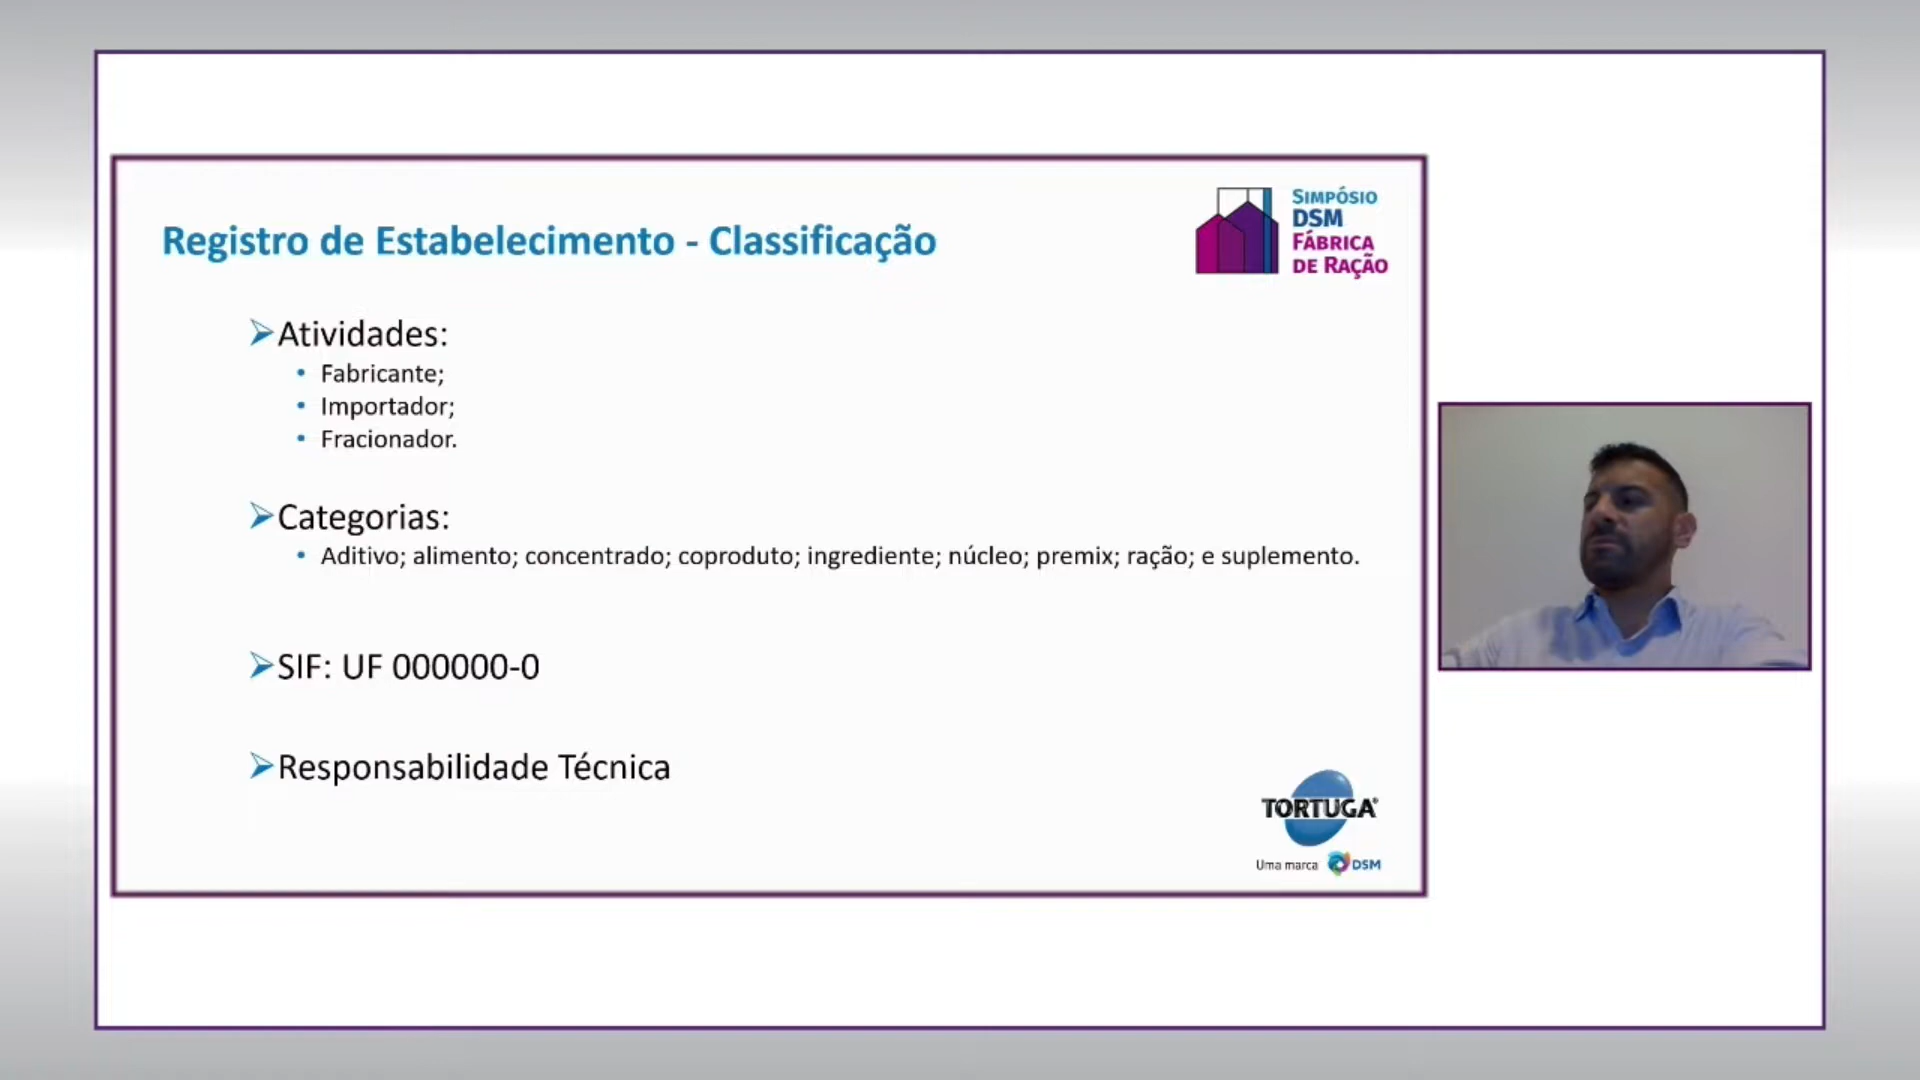 Registro de Estabelecimento - Classificação
SIMPÓSIO
DSM
FÁBRICA
DE RAÇÃO
Atividades:
Fabricante;
Importador;
Fracionador.
Categorias:
Aditivo; alimento; concentrado; coproduto; ingrediente; núcleo; premix; ração; e suplemento.
SIF: UF 000000-0
Responsabilidade Técnica
TORTUGA®
Uma marca DSM